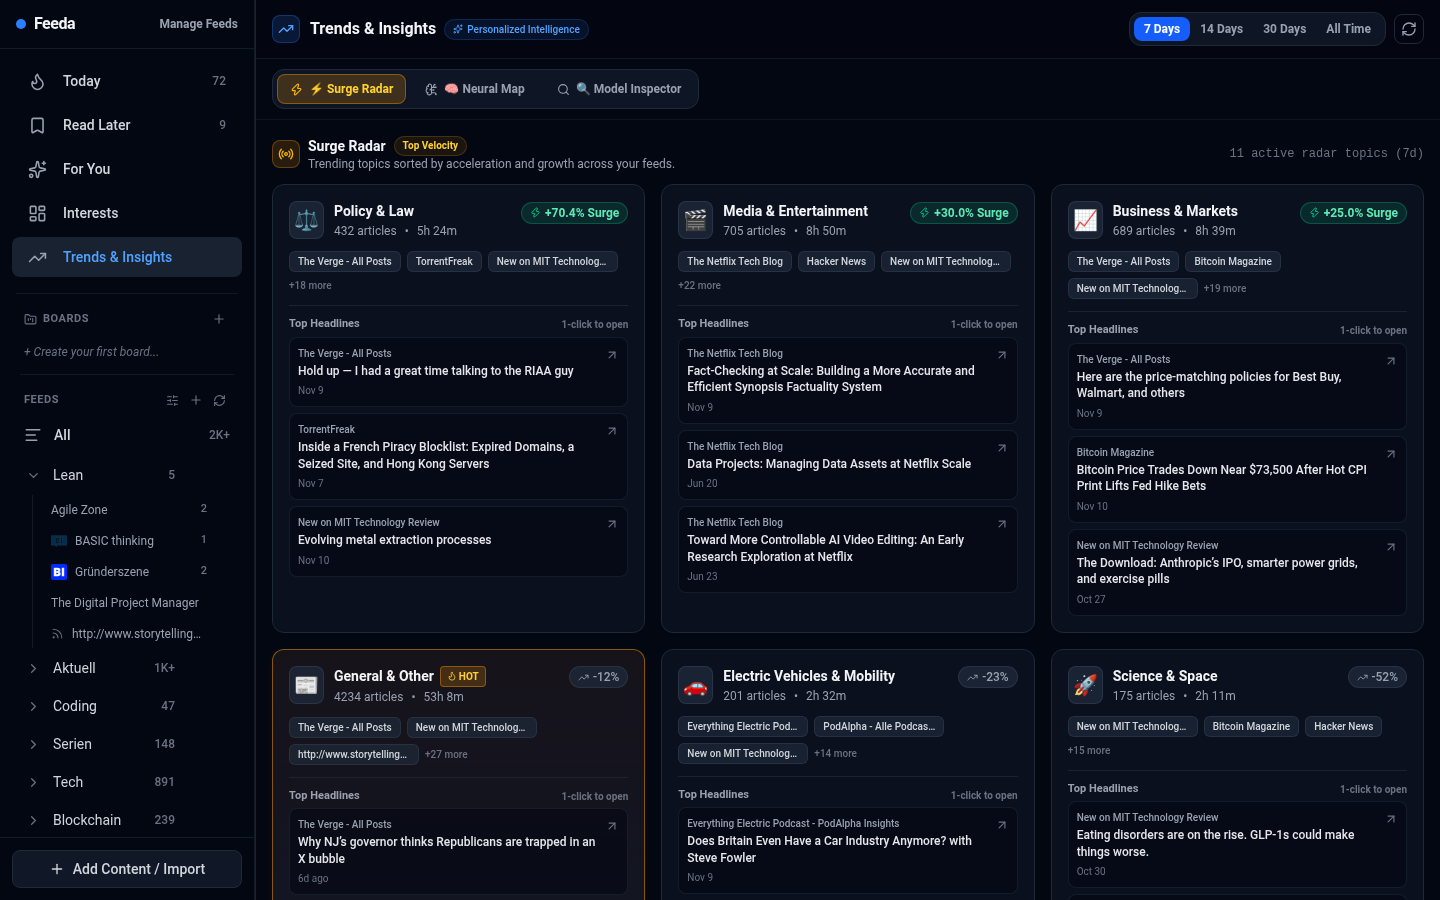 Feeda
Manage Feeds
Today 72
Read Later 9
For You
Interests
Trends & Insights
BOARDS
+ Create your first board...
FEEDS
All 2K+
Lean 5
Agile Zone 2
BASIC thinking 1
BI Gründerszene 2
The Digital Project Manager
http://www.storytelling...
Aktuell 1K+
Coding 47
Serien 148
Tech 891
Blockchain 239
+ Add Content / Import
Trends & Insights
Personalized Intelligence
7 Days 14 Days 30 Days All Time
Surge Radar
Neural Map
Model Inspector
Surge Radar Top Velocity
Trending topics sorted by acceleration and growth across your feeds.
11 active radar topics (7d)
Policy & Law
+70.4% Surge
432 articles • 5h 24m
The Verge - All Posts TorrentFreak New on MIT Technolog...
+18 more
Top Headlines 1-click to open
The Verge - All Posts
Hold up — I had a great time talking to the RIAA guy
Nov 9
TorrentFreak
Inside a French Piracy Blocklist: Expired Domains, a
Seized Site, and Hong Kong Servers
Nov 7
New on MIT Technology Review
Evolving metal extraction processes
Nov 10
Media & Entertainment
+30.0% Surge
705 articles • 8h 50m
The Netflix Tech Blog Hacker News New on MIT Technolog...
+22 more
Top Headlines 1-click to open
The Netflix Tech Blog
Fact-Checking at Scale: Building a More Accurate and
Efficient Synopsis Factuality System
Nov 9
The Netflix Tech Blog
Data Projects: Managing Data Assets at Netflix Scale
Jun 20
The Netflix Tech Blog
Toward More Controllable AI Video Editing: An Early
Research Exploration at Netflix
Jun 23
Business & Markets
+25.0% Surge
689 articles • 8h 39m
The Verge - All Posts Bitcoin Magazine
New on MIT Technolog... +19 more
Top Headlines 1-click to open
The Verge - All Posts
Here are the price-matching policies for Best Buy,
Walmart, and others
Nov 9
Bitcoin Magazine
Bitcoin Price Trades Down Near $73,500 After Hot CPI
Print Lifts Fed Hike Bets
Nov 10
New on MIT Technology Review
The Download: Anthropic's IPO, smarter power grids,
and exercise pills
Oct 27
General & Other HOT
-12%
4234 articles • 53h 8m
The Verge - All Posts New on MIT Technolog...
http://www.storytelling... +27 more
Top Headlines 1-click to open
The Verge - All Posts
Why NJ's governor thinks Republicans are trapped in an
X bubble
6d ago
Electric Vehicles & Mobility
-23%
201 articles • 2h 32m
Everything Electric Pod... PodAlpha - Alle Podcas...
New on MIT Technolog... +14 more
Top Headlines 1-click to open
Everything Electric Podcast - PodAlpha Insights
Does Britain Even Have a Car Industry Anymore? with
Steve Fowler
Nov 9
Science & Space
-52%
175 articles • 2h 11m
New on MIT Technolog... Bitcoin Magazine Hacker News
+15 more
Top Headlines 1-click to open
New on MIT Technology Review
Eating disorders are on the rise. GLP-1s could make
things worse.
Oct 30